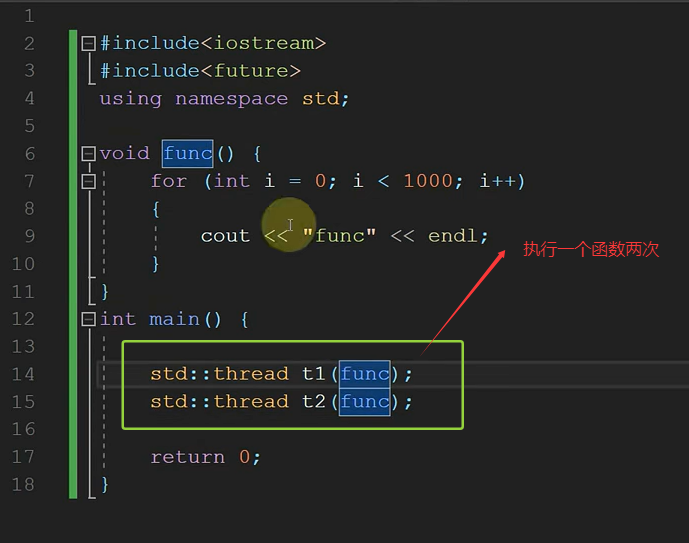 1
2 #include<iostream>
3 #include<future>
4 using namespace std;
5
6 void func() {
7 for (int i = 0; i < 1000; i++)
8 {
9 cout << "func" << endl;
10 }
11 }
12 int main() {
13
14 std::thread t1(func);
15 std::thread t2(func);
16
17 return 0;
18 }
执行一个函数两次